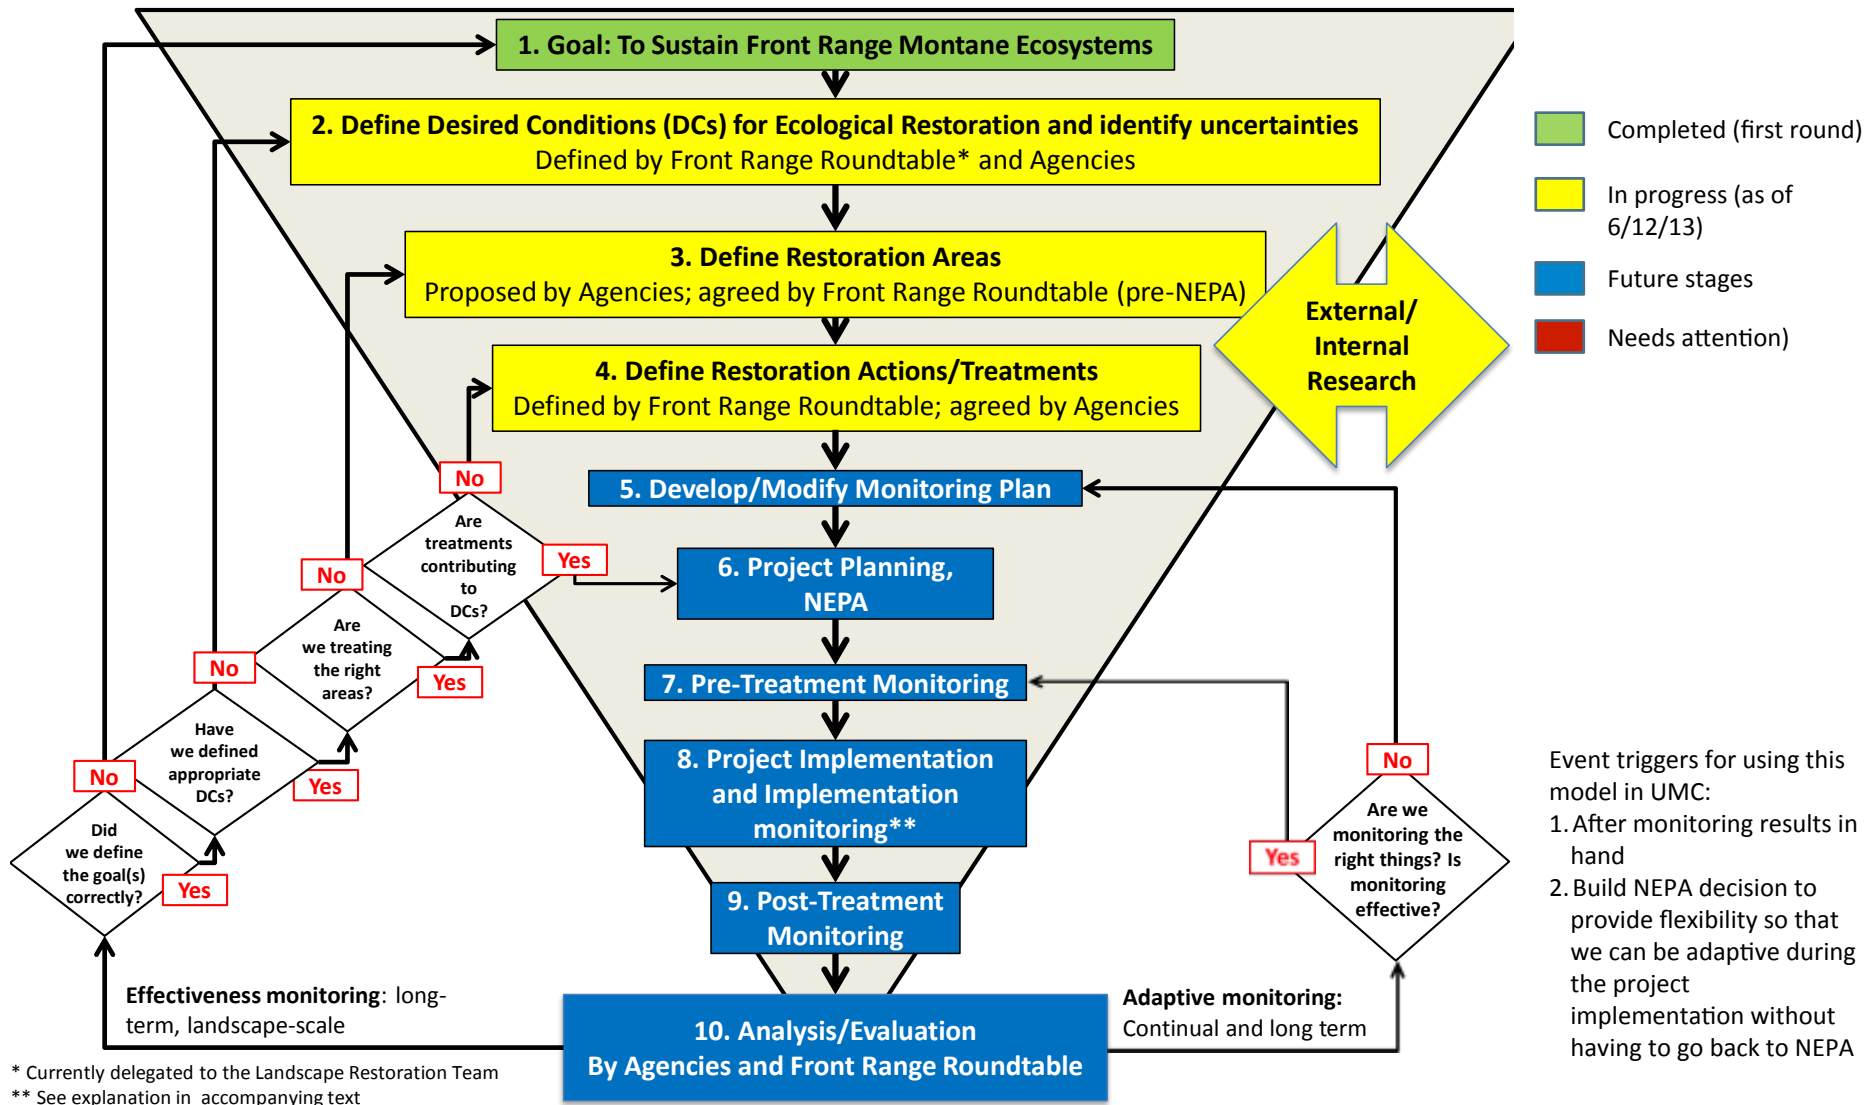 1. Goal: To Sustain Front Range Montane Ecosystems
2. Define Desired Conditions (DCs) for Ecological Restoration and identify uncertainties
Defined by Front Range Roundtable* and Agencies
3. Define Restoration Areas
Proposed by Agencies; agreed by Front Range Roundtable (pre-NEPA)
4. Define Restoration Actions/Treatments
Defined by Front Range Roundtable; agreed by Agencies
5. Develop/Modify Monitoring Plan
6. Project Planning,
NEPA
7. Pre-Treatment Monitoring
8. Project Implementation
and Implementation
monitoring**
9. Post-Treatment
Monitoring
10. Analysis/Evaluation
By Agencies and Front Range Roundtable
External/
Internal
Research
Completed (first round)
In progress (as of
6/12/13)
Future stages
Needs attention)
No
Are
treatments
contributing
to
DCs?
Yes
No
Are
we treating
the right
areas?
Yes
No
Have
we defined
appropriate
DCs?
Yes
No
Did
we define
the goal(s)
correctly?
Yes
No
Are we
monitoring the
right things? Is
monitoring
effective?
Yes
Effectiveness monitoring: long-
term, landscape-scale
Adaptive monitoring:
Continual and long term
Event triggers for using this
model in UMC:
1. After monitoring results in
hand
2. Build NEPA decision to
provide flexibility so that
we can be adaptive during
the project
implementation without
having to go back to NEPA
* Currently delegated to the Landscape Restoration Team
** See explanation in accompanying text